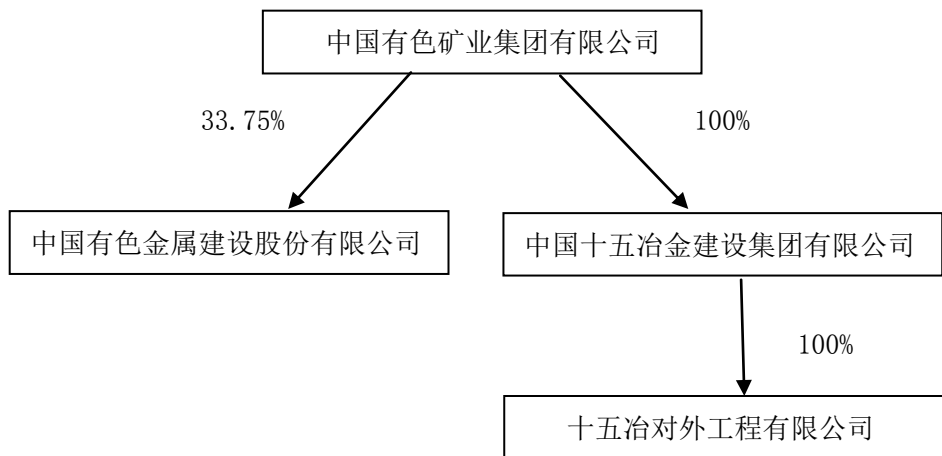 中国有色矿业集团有限公司
33.75%
100%
中国有色金属建设股份有限公司
中国十五冶金建设集团有限公司
100%
十五冶对外工程有限公司